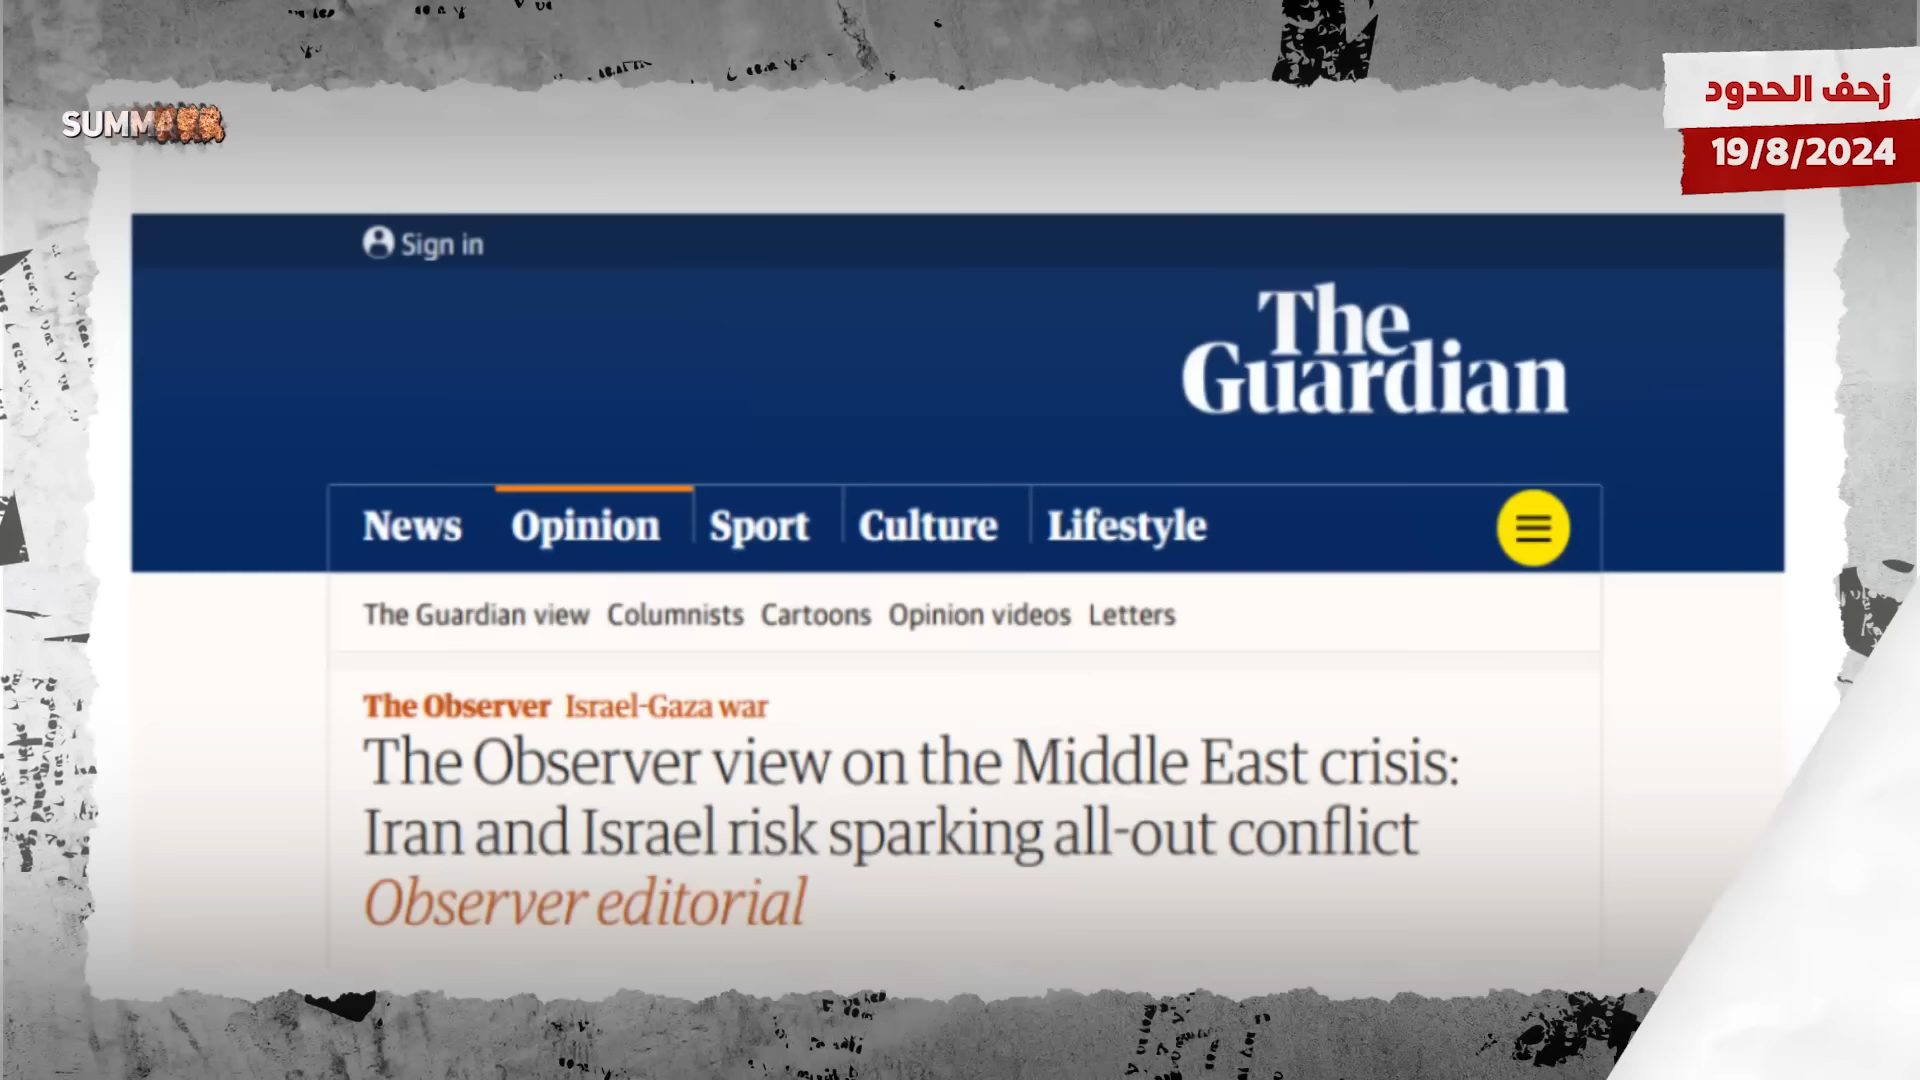 SUMM
زحف الحدود
19/8/2024
Sign in
The
Guardian
News Opinion Sport Culture Lifestyle
The Guardian view Columnists Cartoons Opinion videos Letters
The Observer Israel-Gaza war
The Observer view on the Middle East crisis:
Iran and Israel risk sparking all-out conflict
Observer editorial